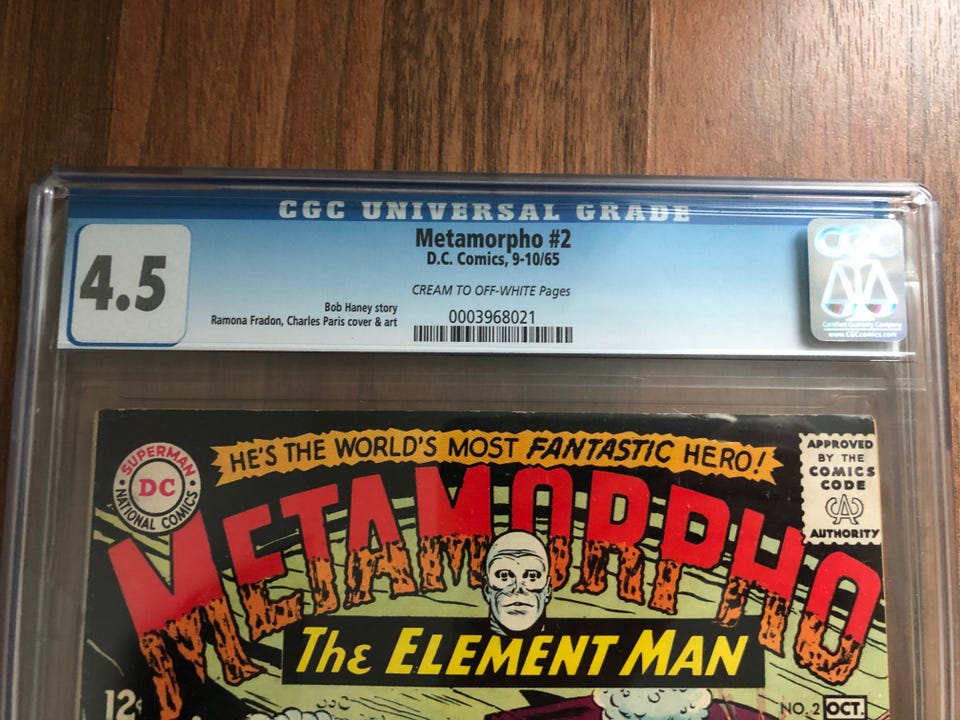 CGC UNIVERSAL GRADE
4.5
Metamorpho #2
D.C. Comics, 9-10/65
CREAM TO OFF-WHITE Pages
Bob Haney story
Ramona Fradon, Charles Paris cover & art
0003968021
CGC
Certified Guaranty Company
www.CGCcomics.com
HE'S THE WORLD'S MOST FANTASTIC HERO!
SUPERMAN
DC
NATIONAL COMICS
APPROVED
BY THE
COMICS
CODE
CA
AUTHORITY
METAMORPHO
The ELEMENT MAN
12¢
NO. 2 OCT.